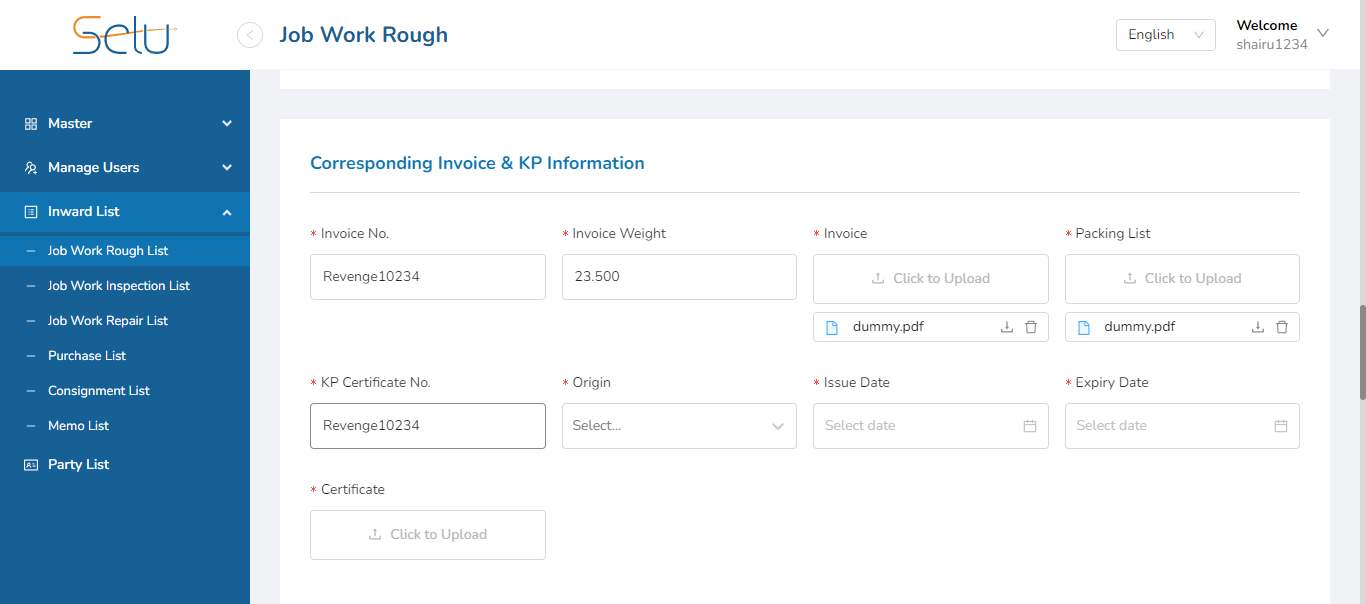 Selu
Job Work Rough
English
Welcome
shairu1234
Master
Manage Users
Inward List
Job Work Rough List
Job Work Inspection List
Job Work Repair List
Purchase List
Consignment List
Memo List
Party List
Corresponding Invoice & KP Information
* Invoice No. * Invoice Weight * Invoice * Packing List
Revenge10234 23.500 Click to Upload Click to Upload
dummy.pdf dummy.pdf
* KP Certificate No. * Origin * Issue Date * Expiry Date
Revenge10234 Select... Select date Select date
* Certificate
Click to Upload